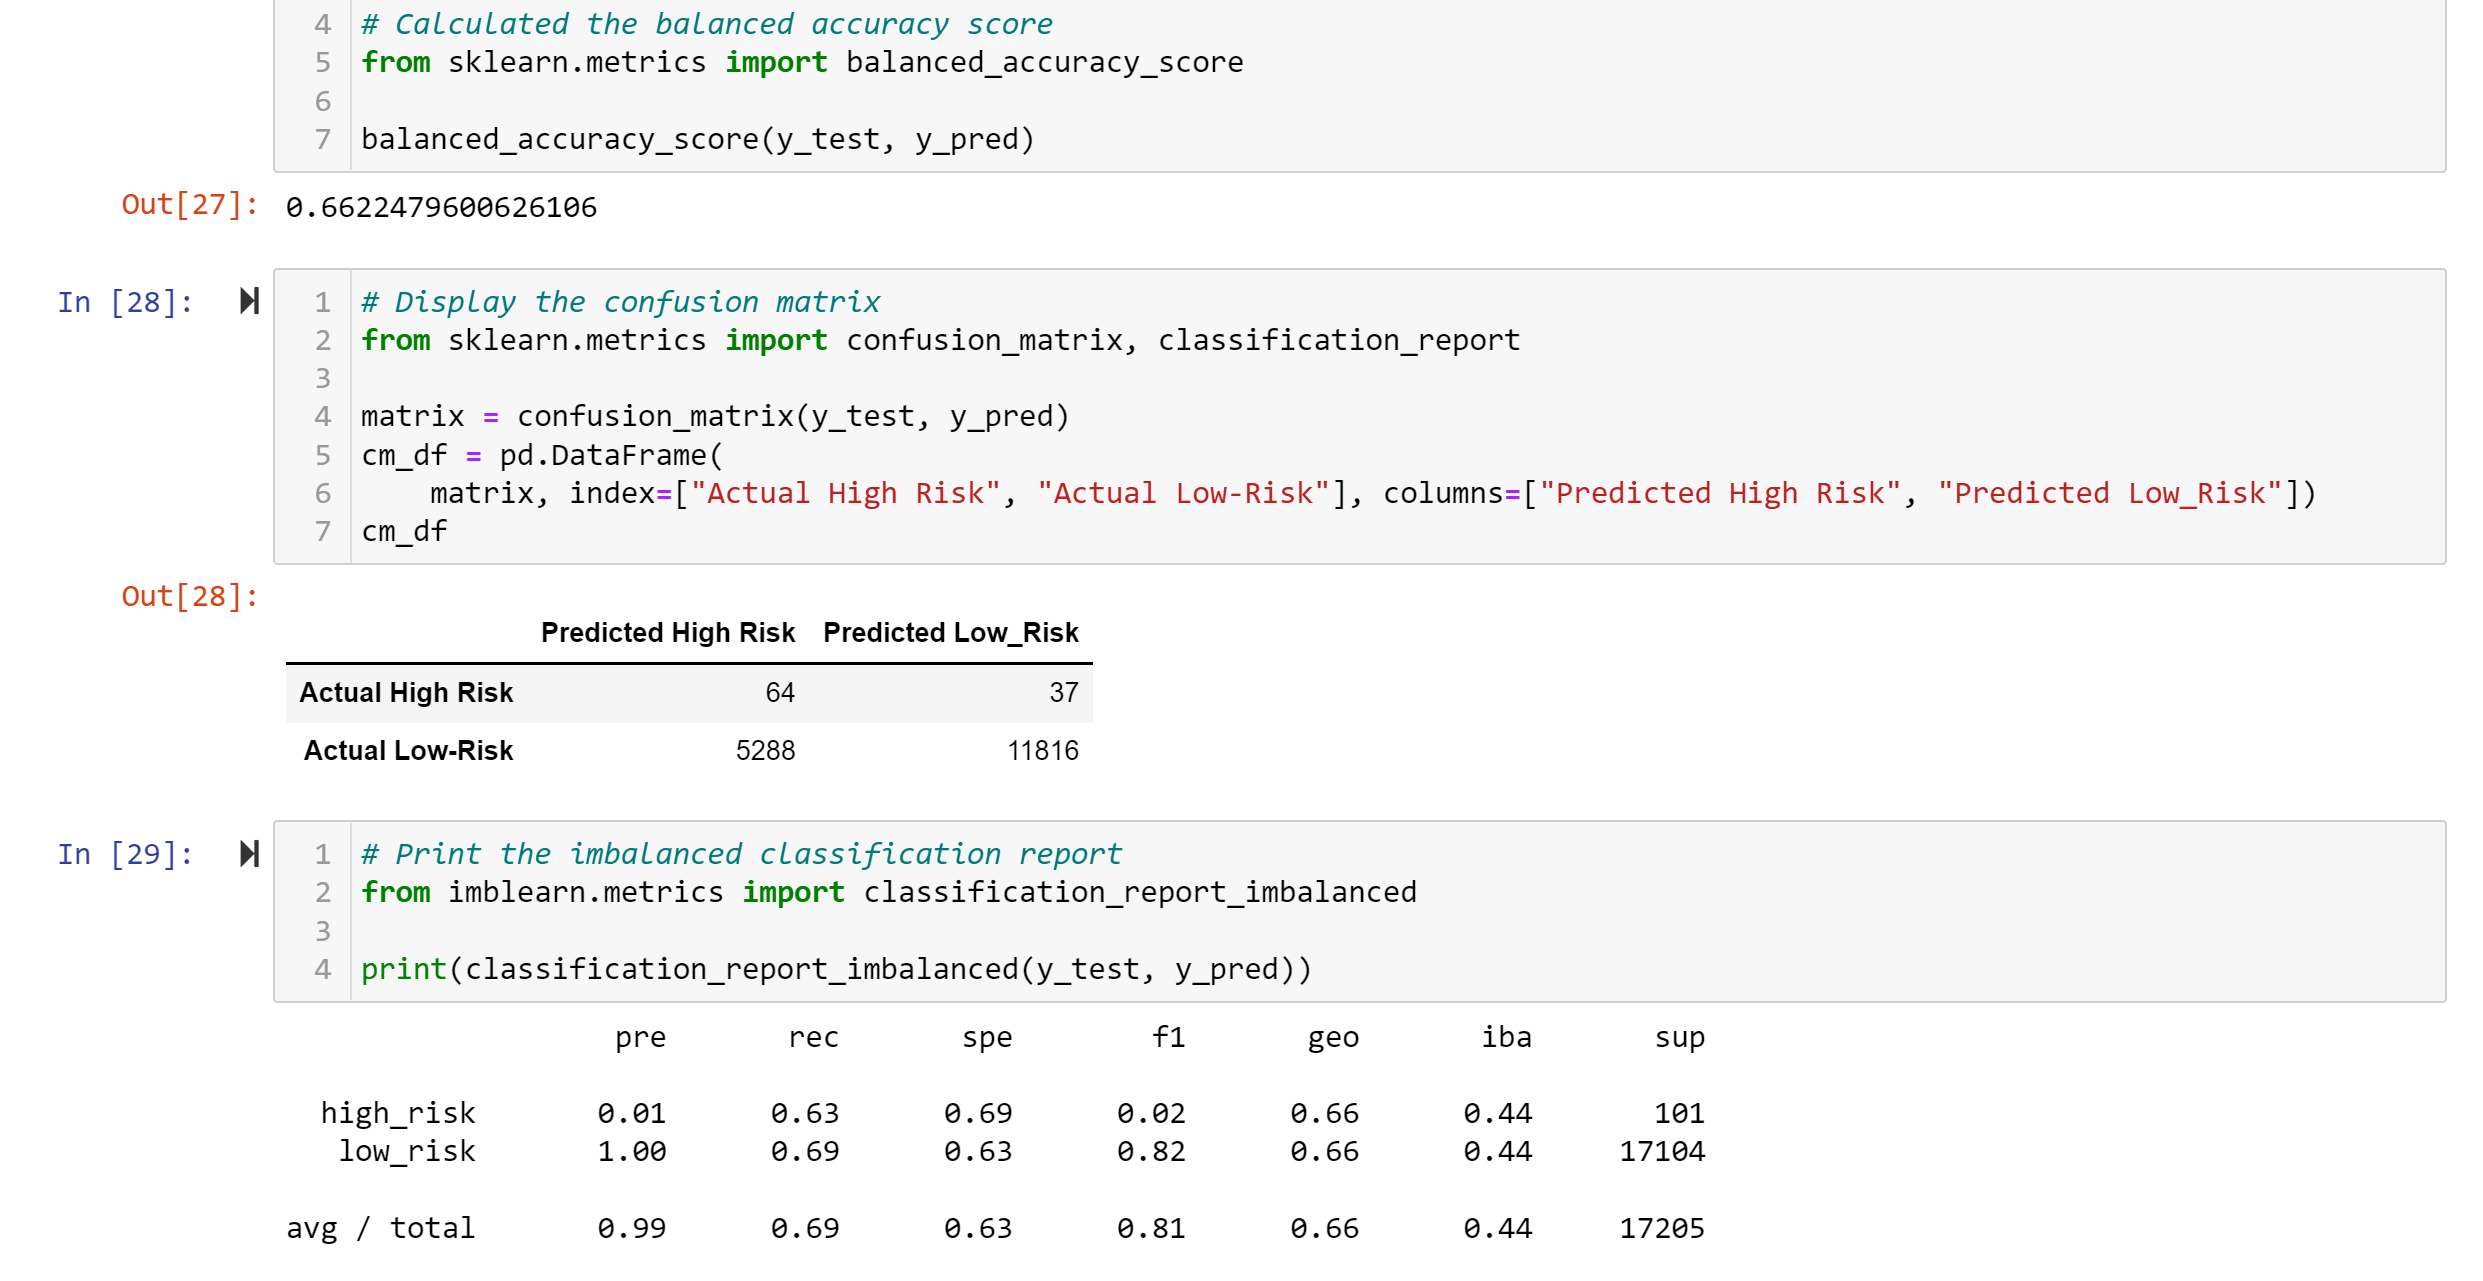 4 # Calculated the balanced accuracy score
5 from sklearn.metrics import balanced_accuracy_score
6
7 balanced_accuracy_score(y_test, y_pred)
Out[27]: 0.6622479600626106
In [28]: 1 # Display the confusion matrix
2 from sklearn.metrics import confusion_matrix, classification_report
3
4 matrix = confusion_matrix(y_test, y_pred)
5 cm_df = pd.DataFrame(
6     matrix, index=["Actual High Risk", "Actual Low-Risk"], columns=["Predicted High Risk", "Predicted Low_Risk"])
7 cm_df
Out[28]:
Predicted High Risk Predicted Low_Risk
Actual High Risk 64 37
Actual Low-Risk 5288 11816
In [29]: 1 # Print the imbalanced classification report
2 from imblearn.metrics import classification_report_imbalanced
3
4 print(classification_report_imbalanced(y_test, y_pred))
pre rec spe f1 geo iba sup
high_risk 0.01 0.63 0.69 0.02 0.66 0.44 101
low_risk 1.00 0.69 0.63 0.82 0.66 0.44 17104
avg / total 0.99 0.69 0.63 0.81 0.66 0.44 17205